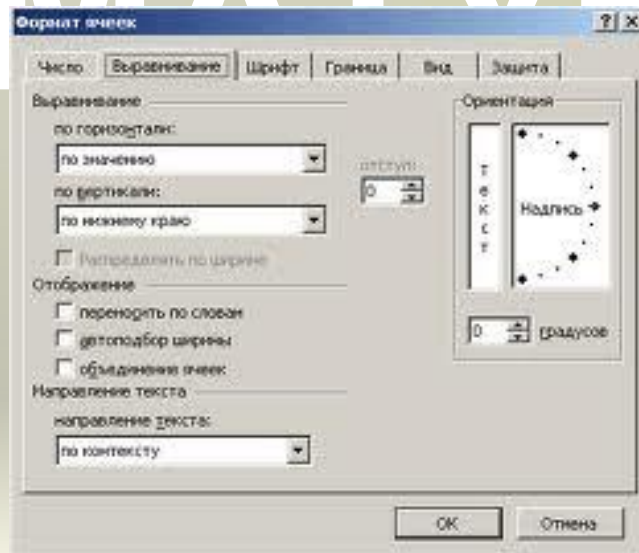 Формат ячеек
Число Выравнивание Шрифт Граница Вид Защита
Выравнивание
по горизонтали:
по значению
отступ:
0
по вертикали:
по нижнему краю
Распределять по ширине
Отображение
переносить по словам
автоподбор ширины
объединение ячеек
Направление текста
направление текста:
по контексту
Ориентация
текст
Надпись
0 градусов
ОК Отмена